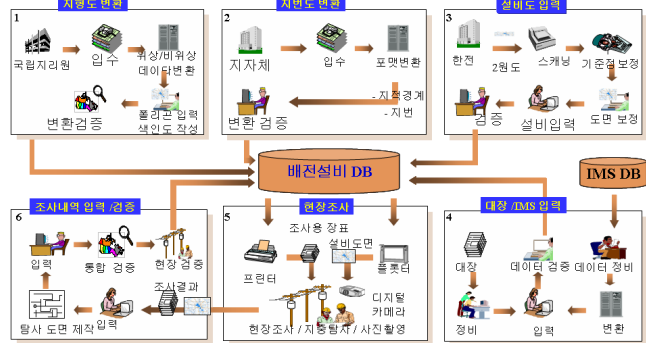 지형도 변환
1
국립지리원
입수
위상/비위상
데이타변환
변환검증
폴리곤 입력
색인도 작성
지번도 변환
2
지자체
입수
포맷변환
- 지적경계
- 지번
변환 검증
설비도 입력
3
한전
2원도
스캐닝
기준점 보정
검증
설비입력
도면 보정
배전설비 DB
IMS DB
조사내역 입력 /검증
6
입력
통합 검증
현장 검증
조사결과
탐사 도면 제작
입력
현장조사
5
조사용 장표
설비도면
프린터
플롯터
디지털
카메라
현장조사 / 지중탐사 / 사진촬영
대장 /IMS 입력
4
대장
데이터 검증
데이터 정비
정비
입력
변환